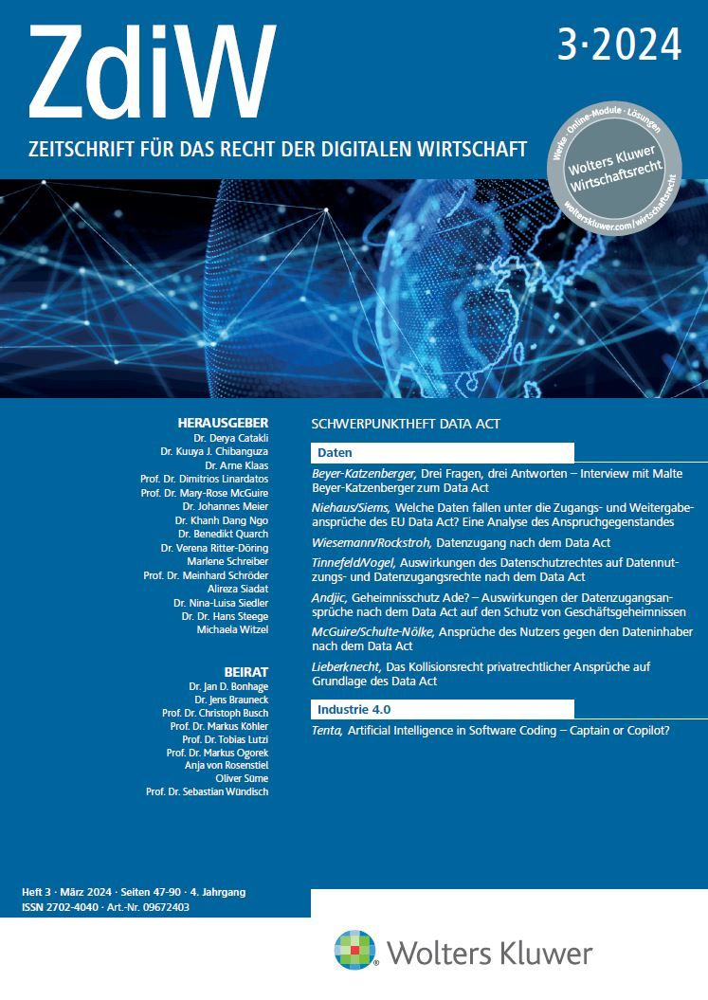 ZdiW
3·2024
ZEITSCHRIFT FÜR DAS RECHT DER DIGITALEN WIRTSCHAFT
Werke · Online-Module · Lösungen
Wolters Kluwer
Wirtschaftsrecht
wolterskluwer.com/wirtschaftsrecht
HERAUSGEBER
Dr. Derya Catakli
Dr. Kuuya J. Chibanguza
Dr. Arne Klaas
Prof. Dr. Dimitrios Linardatos
Prof. Dr. Mary-Rose McGuire
Dr. Johannes Meier
Dr. Khanh Dang Ngo
Dr. Benedikt Quarch
Dr. Verena Ritter-Döring
Marlene Schreiber
Prof. Dr. Meinhard Schröder
Alireza Siadat
Dr. Nina-Luisa Siedler
Dr. Dr. Hans Steege
Michaela Witzel
BEIRAT
Dr. Jan D. Bonhage
Dr. Jens Brauneck
Prof. Dr. Christoph Busch
Prof. Dr. Markus Köhler
Prof. Dr. Tobias Lutzi
Prof. Dr. Markus Ogorek
Anja von Rosenstiel
Oliver Süme
Prof. Dr. Sebastian Wündisch
SCHWERPUNKTHEFT DATA ACT
Daten
Beyer-Katzenberger, Drei Fragen, drei Antworten – Interview mit Malte
Beyer-Katzenberger zum Data Act
Niehaus/Siems, Welche Daten fallen unter die Zugangs- und Weitergabe-
ansprüche des EU Data Act? Eine Analyse des Anspruchgegenstandes
Wiesemann/Rockstroh, Datenzugang nach dem Data Act
Tinnefeld/Vogel, Auswirkungen des Datenschutzrechtes auf Datennut-
zungs- und Datenzugangsrechte nach dem Data Act
Andjic, Geheimnisschutz Ade? – Auswirkungen der Datenzugangsan-
sprüche nach dem Data Act auf den Schutz von Geschäftsgeheimnissen
McGuire/Schulte-Nölke, Ansprüche des Nutzers gegen den Dateninhaber
nach dem Data Act
Lieberknecht, Das Kollisionsrecht privatrechtlicher Ansprüche auf
Grundlage des Data Act
Industrie 4.0
Tenta, Artificial Intelligence in Software Coding – Captain or Copilot?
Heft 3 · März 2024 · Seiten 47-90 · 4. Jahrgang
ISSN 2702-4040 · Art.-Nr. 09672403
® Wolters Kluwer